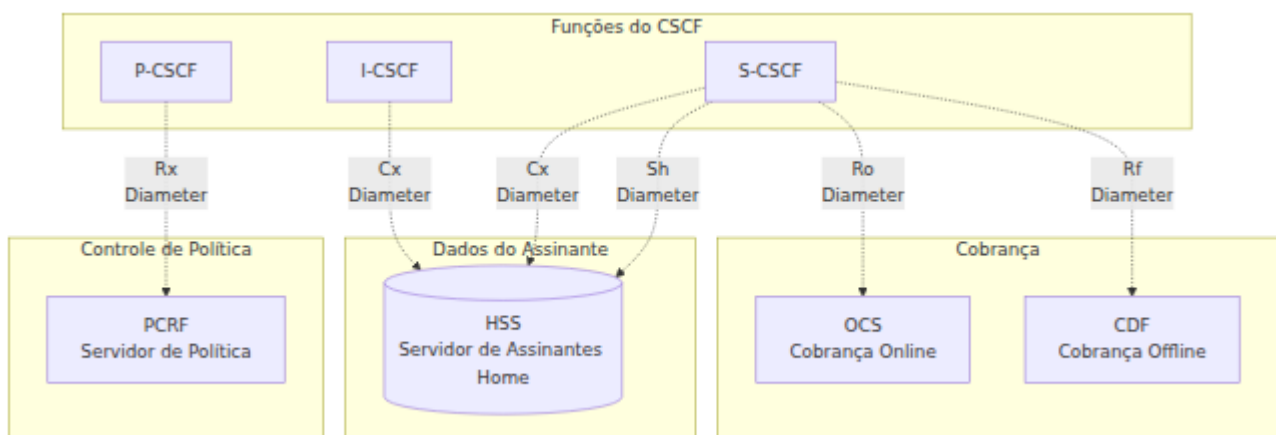 Funções do CSCF
P-CSCF
I-CSCF
S-CSCF
Rx
Diameter
Cx
Diameter
Cx
Diameter
Sh
Diameter
Ro
Diameter
Rf
Diameter
Controle de Política
PCRF
Servidor de Política
Dados do Assinante
HSS
Servidor de Assinantes
Home
Cobrança
OCS
Cobrança Online
CDF
Cobrança Offline